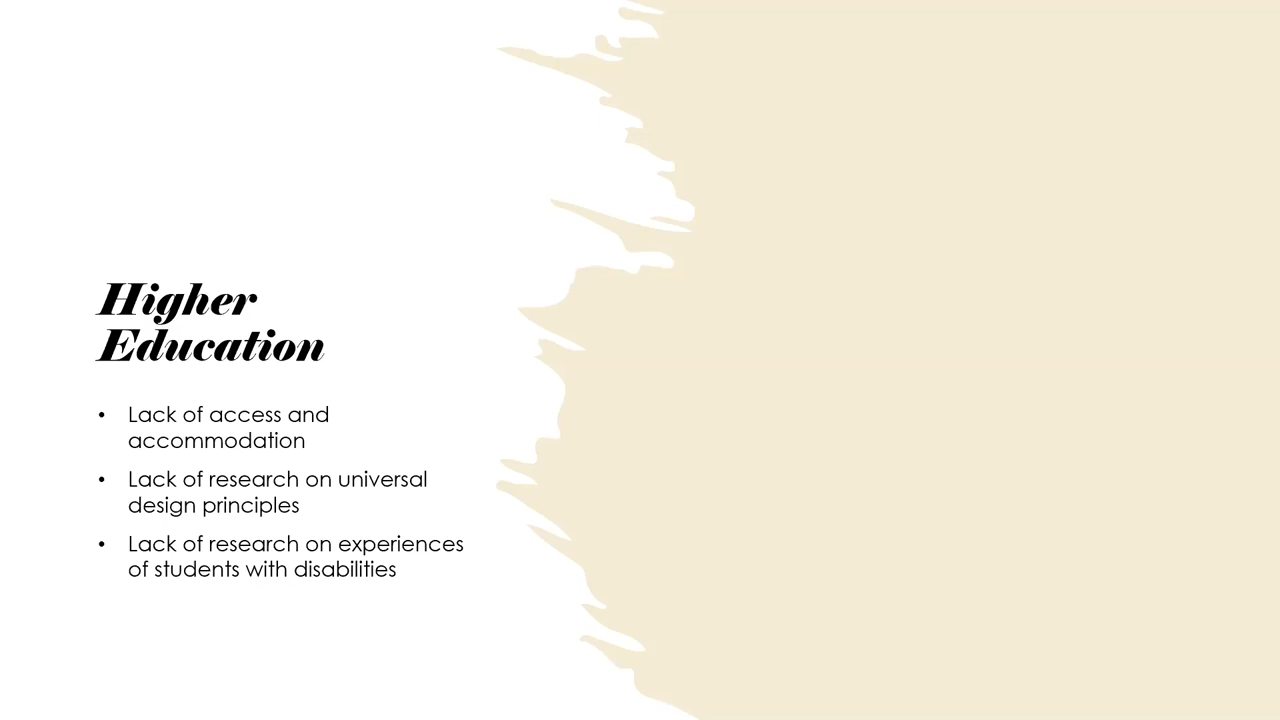 Higher
Education
• Lack of access and
accommodation
• Lack of research on universal
design principles
• Lack of research on experiences
of students with disabilities